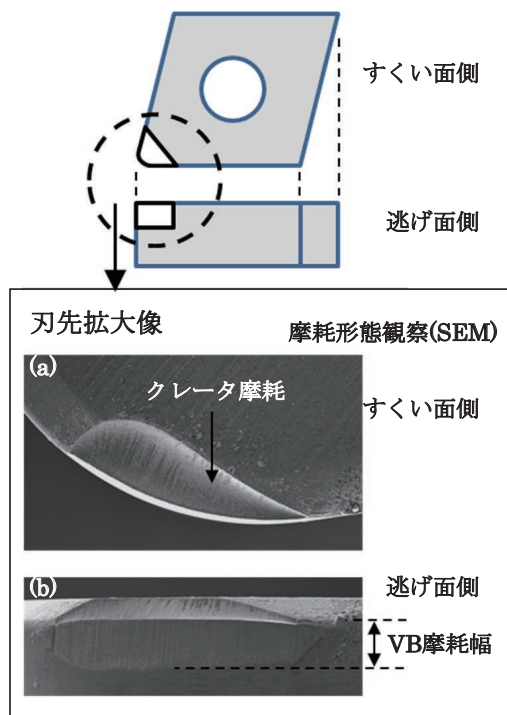 すくい面側
逃げ面側
刃先拡大像
摩耗形態観察(SEM)
(a)
クレータ摩耗
すくい面側
(b)
逃げ面側
VB摩耗幅